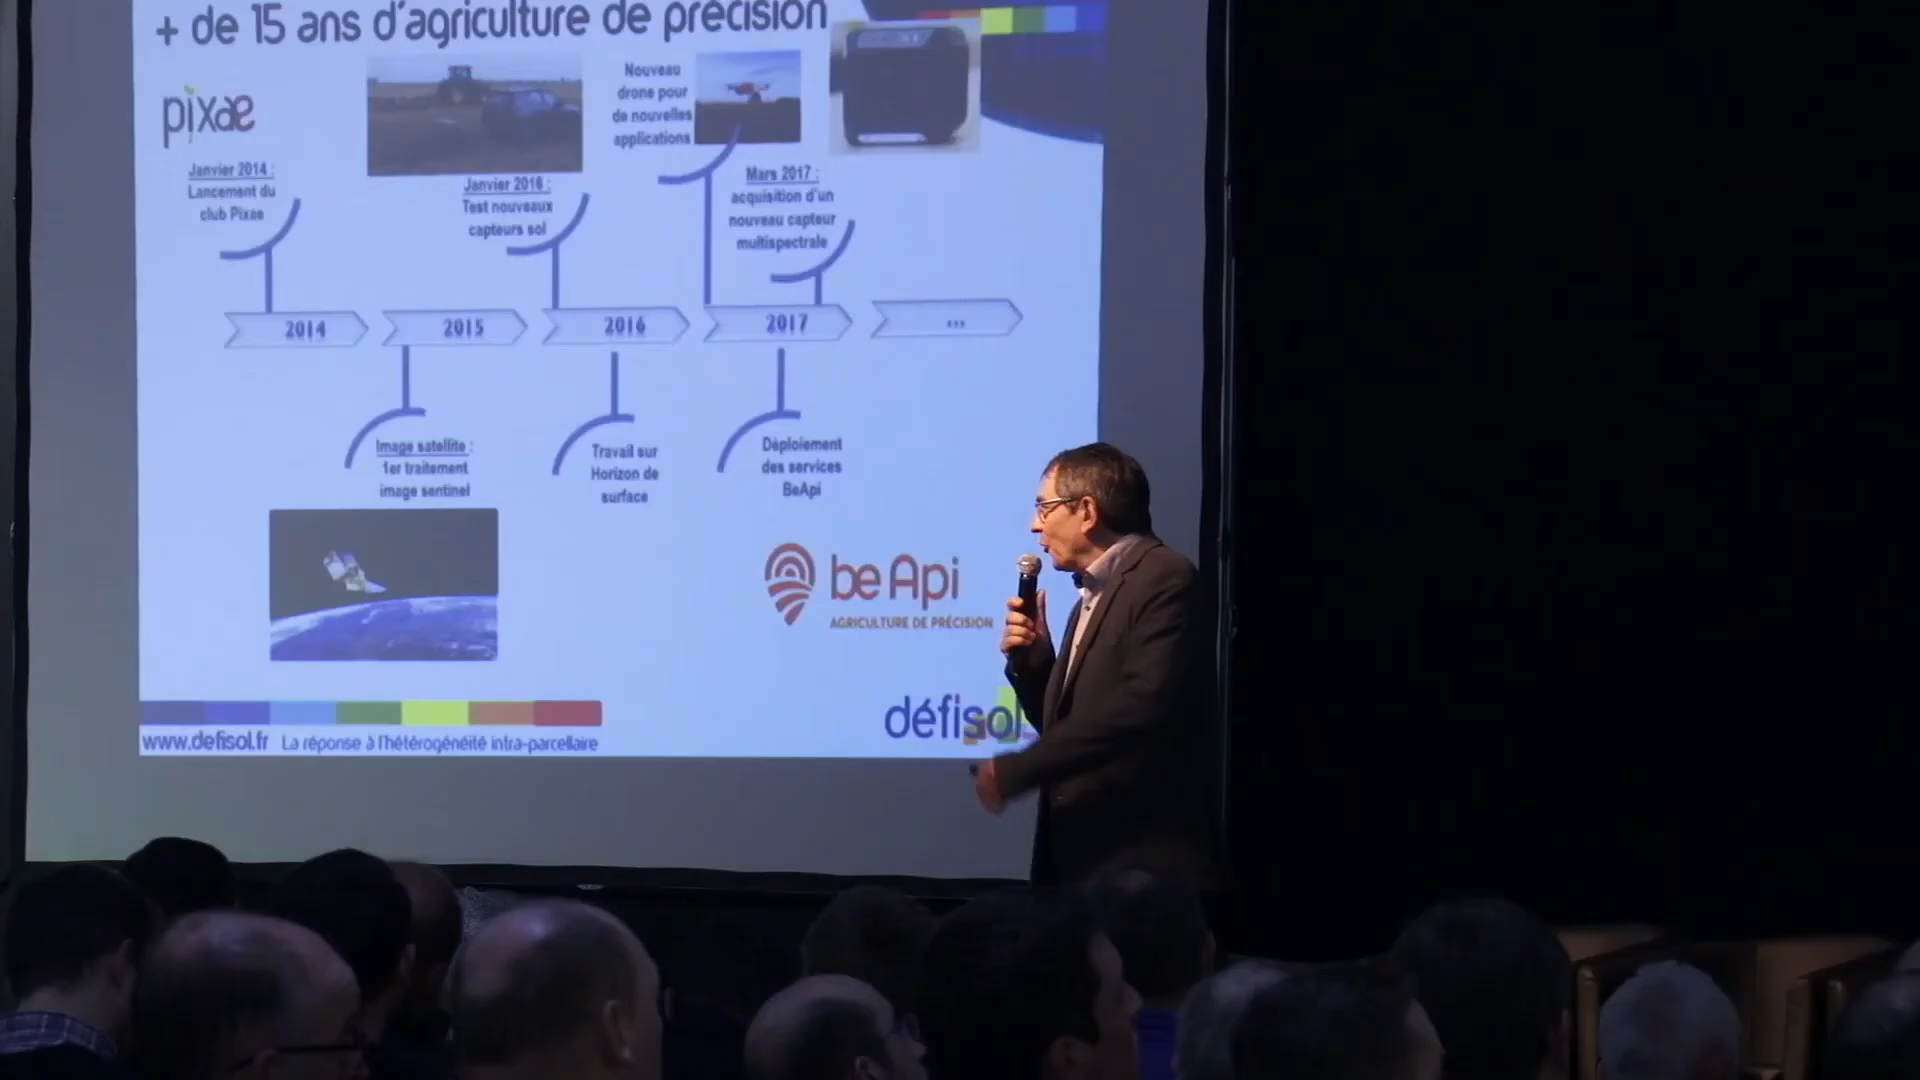 + de 15 ans d'agriculture de précision
pixae
Janvier 2014 :
Lancement du
club Pixae
Janvier 2016 :
Test nouveaux
capteurs sol
Nouveau
drone pour
de nouvelles
applications
Mars 2017 :
acquisition d'un
nouveau capteur
multispectrale
2014
2015
2016
2017
...
Image satellite :
1er traitement
image sentinel
Travail sur
Horizon de
surface
Déploiement
des services
BeApi
be Api
AGRICULTURE DE PRÉCISION
défisol
www.defisol.fr La réponse à l'hétérogénéité intra-parcellaire